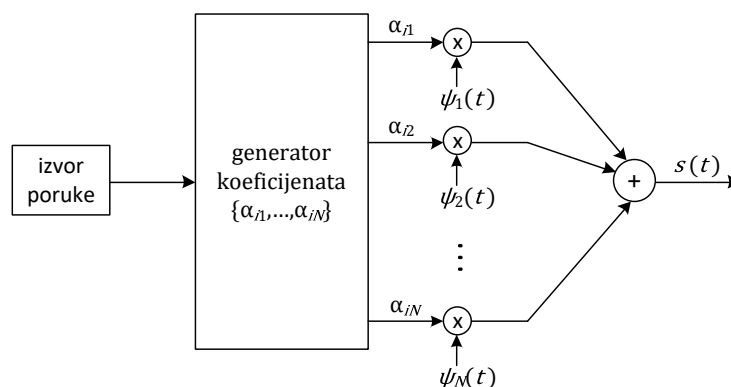 izvor
poruke
generator
koeficijenata
{αi1,...,αiN}
αi1
x
ψ1(t)
αi2
x
ψ2(t)
...
αiN
x
ψN(t)
+
s(t)